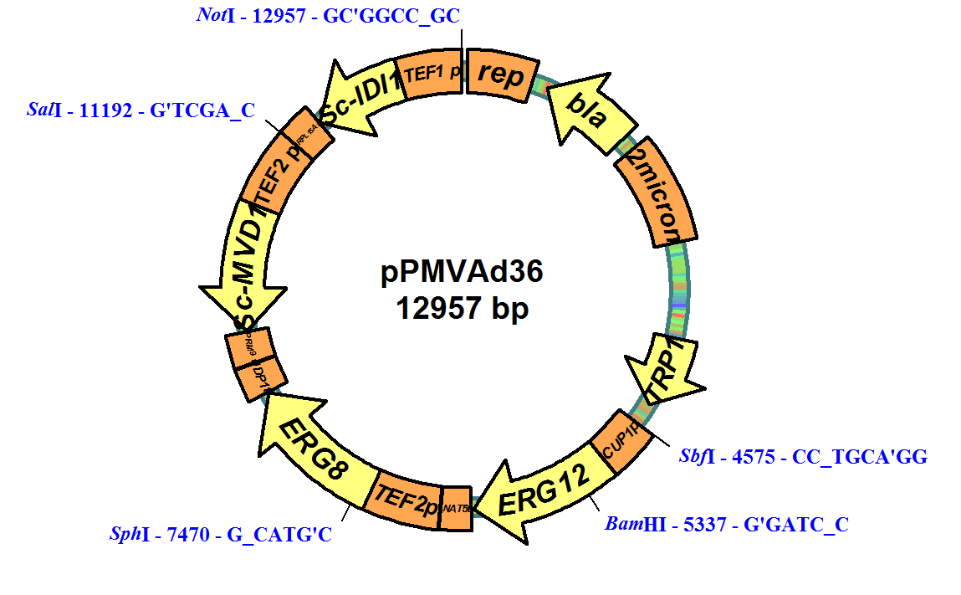 NotI - 12957 - GC'GGCC_GC
TEF1 p
rep
Sc-IDI1
bla
SalI - 11192 - G'TCGA_C
2micron
TEF2 p
Sc-MVD1
pPMVAd36
12957 bp
TRP1
CUP1p
SbfI - 4575 - CC_TGCA'GG
ERG8
ERG12
TEF2p
BamHI - 5337 - G'GATC_C
SphI - 7470 - G_CATG'C